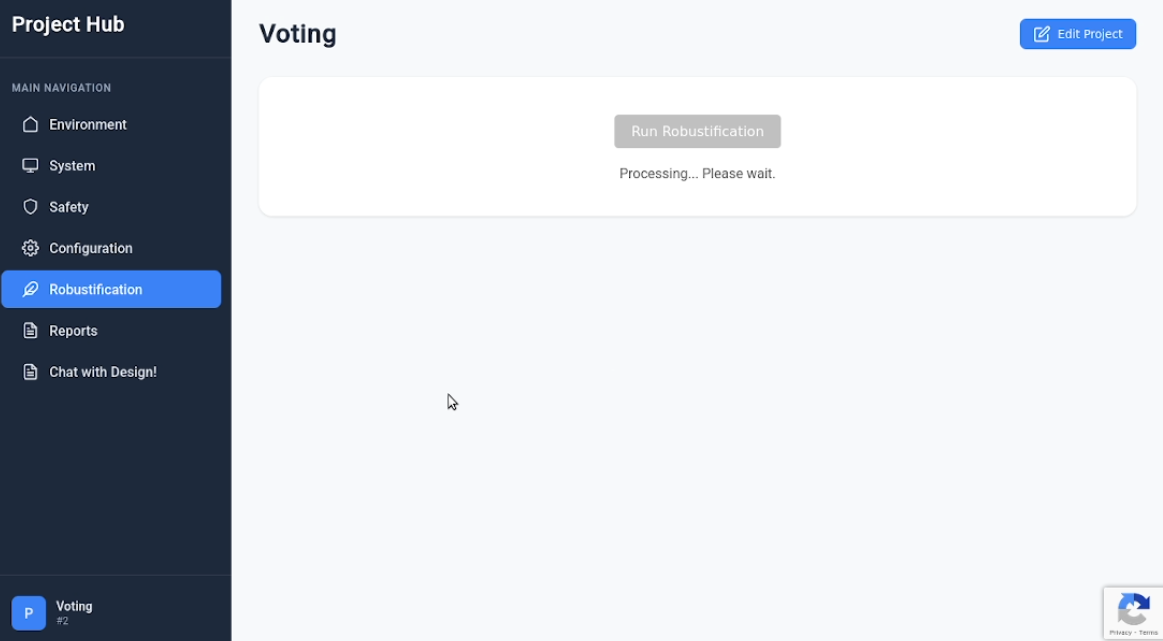 Project Hub
MAIN NAVIGATION
Environment
System
Safety
Configuration
Robustification
Reports
Chat with Design!
P
Voting
#2
Voting
Edit Project
Run Robustification
Processing... Please wait.
Privacy - Terms